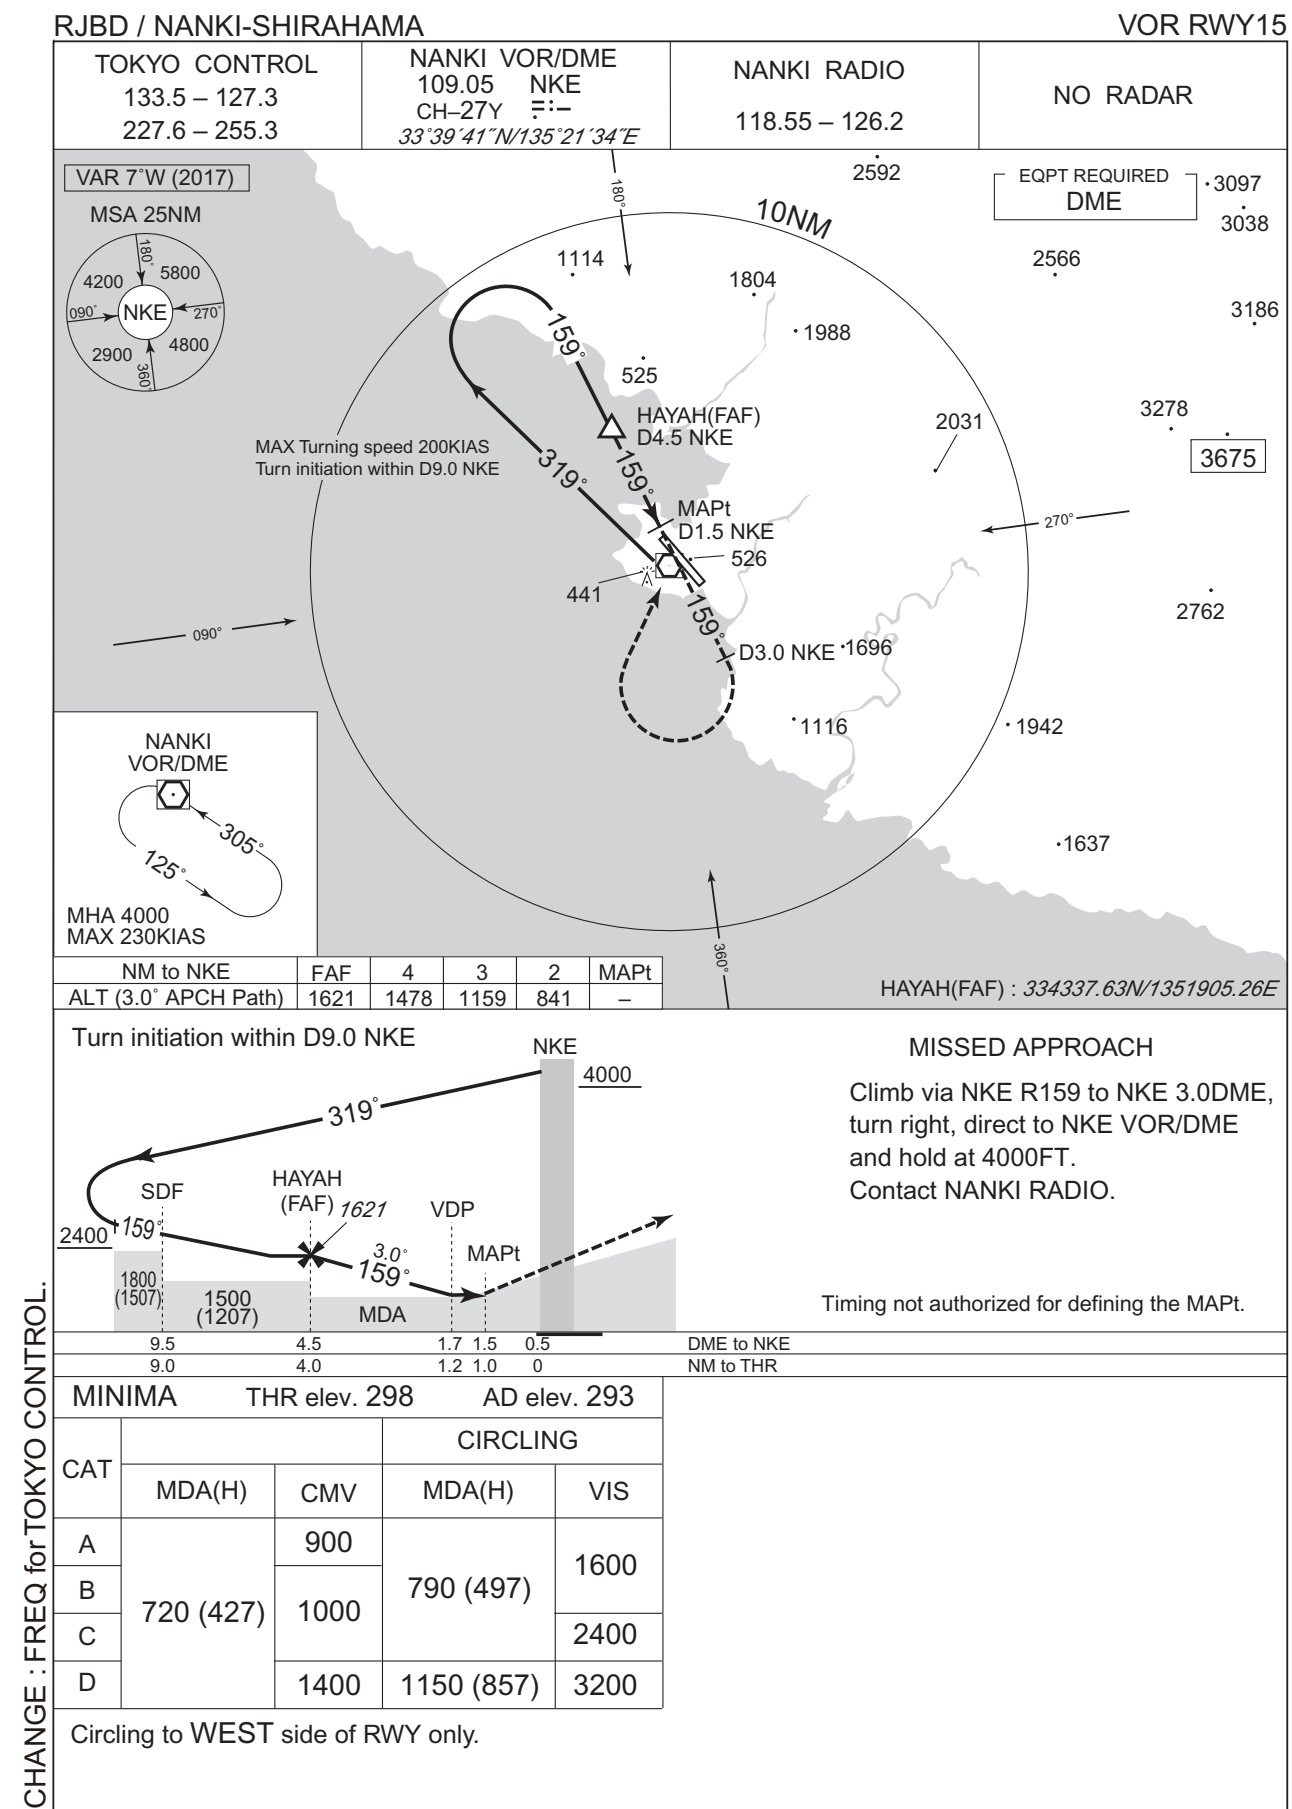 RJBD / NANKI-SHIRAHAMA
VOR RWY15
TOKYO CONTROL
133.5 – 127.3
227.6 – 255.3
NANKI VOR/DME
109.05 NKE
CH–27Y
33°39´41˝N/135°21´34˝E
NANKI RADIO
118.55 – 126.2
NO RADAR
VAR 7°W (2017)
MSA 25NM
180°
4200
5800
090°
NKE
270°
2900
4800
360°
180°
10NM
2592
EQPT REQUIRED
DME
3097
3038
1114
1804
2566
3186
1988
159°
525
HAYAH(FAF)
D4.5 NKE
2031
3278
3675
MAX Turning speed 200KIAS
Turn initiation within D9.0 NKE
319°
159°
MAPt
D1.5 NKE
526
270°
441
159°
2762
090°
D3.0 NKE
1696
1116
1942
NANKI
VOR/DME
305°
125°
MHA 4000
MAX 230KIAS
1637
360°
HAYAH(FAF) : 334337.63N/1351905.26E
NM to NKE FAF 4 3 2 MAPt
ALT (3.0° APCH Path) 1621 1478 1159 841 –
Turn initiation within D9.0 NKE
NKE
4000
319°
SDF
HAYAH
(FAF) 1621
VDP
2400
159°
3.0°
159°
MAPt
1800
(1507)
1500
(1207)
MDA
MISSED APPROACH
Climb via NKE R159 to NKE 3.0DME,
turn right, direct to NKE VOR/DME
and hold at 4000FT.
Contact NANKI RADIO.
Timing not authorized for defining the MAPt.
9.5 4.5 1.7 1.5 0.5 DME to NKE
9.0 4.0 1.2 1.0 0 NM to THR
MINIMA THR elev. 298 AD elev. 293
CAT
CIRCLING
MDA(H) CMV MDA(H) VIS
A
900
B
720 (427)
1000
790 (497)
1600
C
2400
D
1400
1150 (857)
3200
Circling to WEST side of RWY only.
CHANGE : FREQ for TOKYO CONTROL.